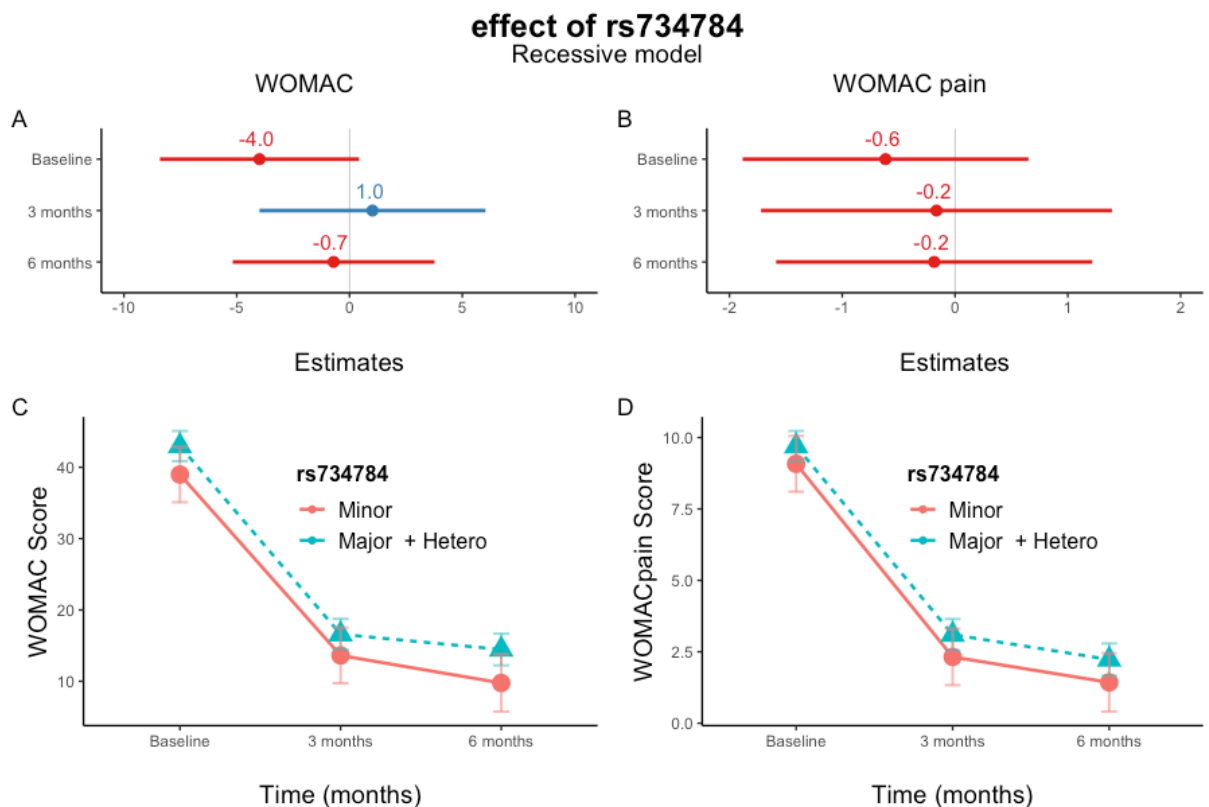 effect of rs734784
Recessive model
WOMAC
WOMAC pain
A
-4.0
Baseline
1.0
3 months
-0.7
6 months
-10 -5 0 5 10
Estimates
B
-0.6
Baseline
-0.2
3 months
-0.2
6 months
-2 -1 0 1 2
Estimates
C
WOMAC Score
40
30
20
10
rs734784
Minor
Major + Hetero
Baseline 3 months 6 months
Time (months)
D
WOMACpain Score
10.0
7.5
5.0
2.5
0.0
rs734784
Minor
Major + Hetero
Baseline 3 months 6 months
Time (months)